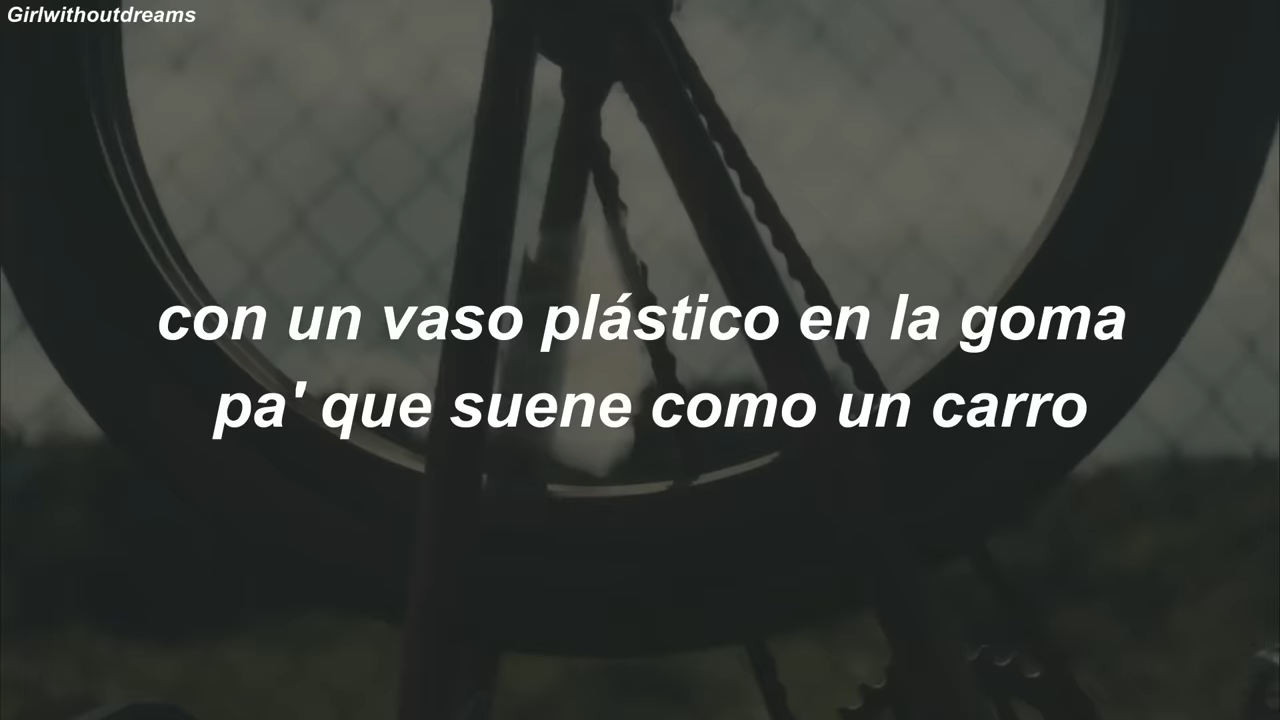 Girlwithoutdreams
con un vaso plástico en la goma
pa' que suene como un carro